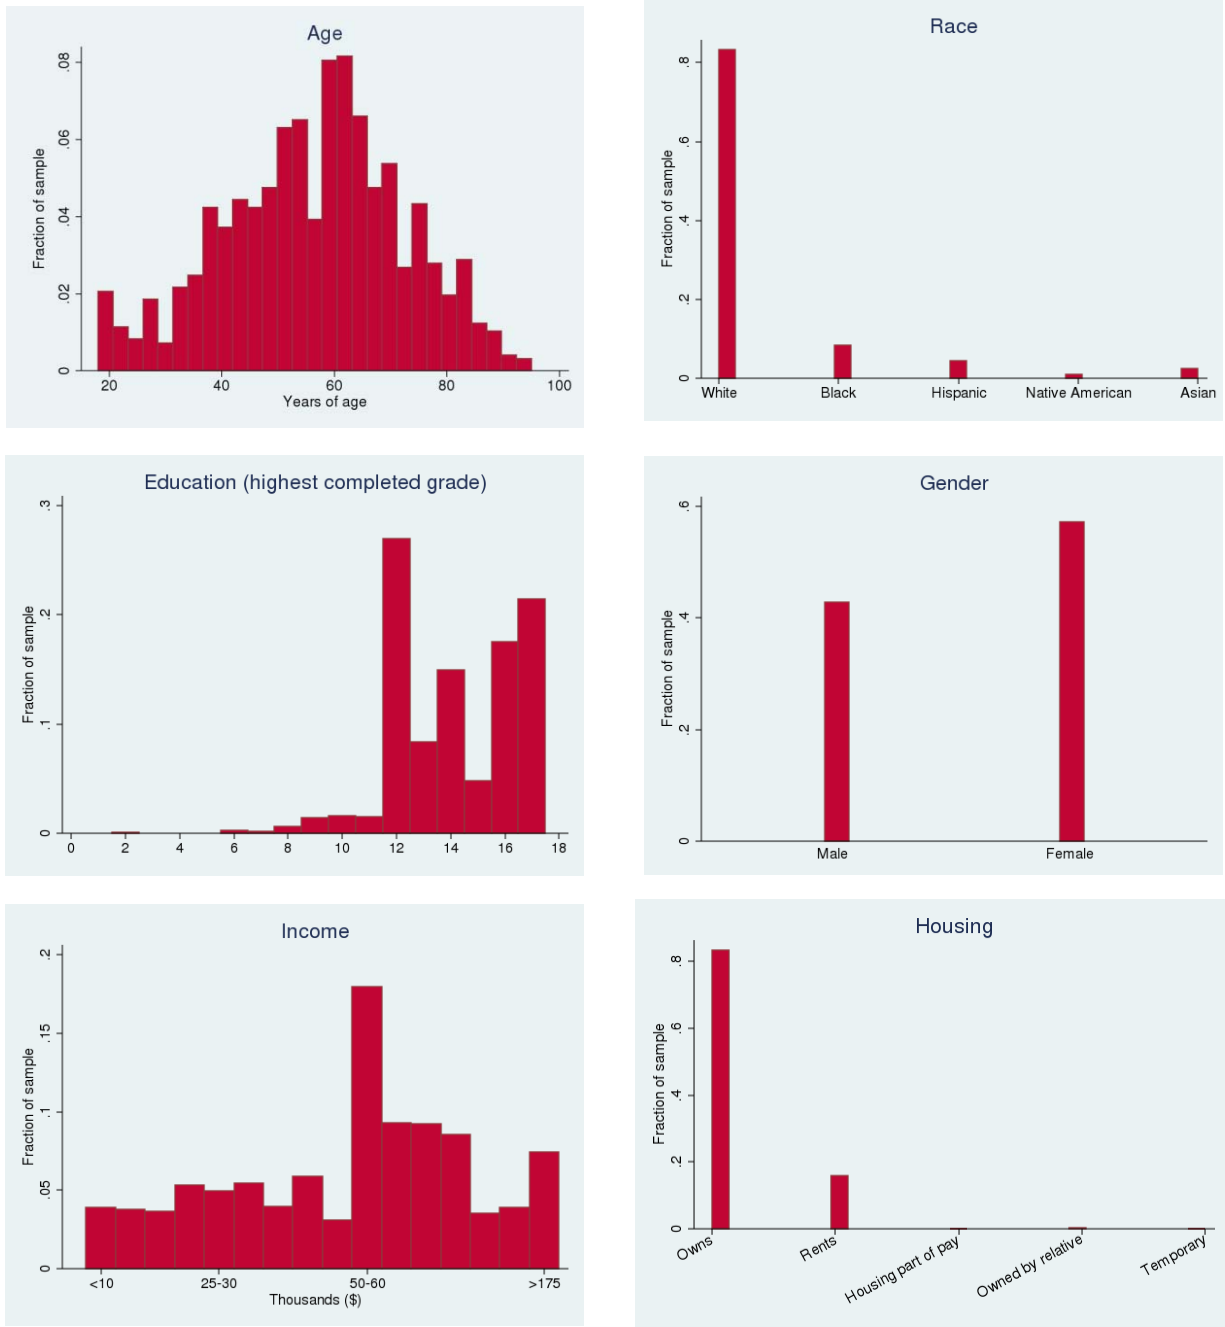 Age
Fraction of sample
.08
.06
.04
.02
0
20 40 60 80 100
Years of age
Race
Fraction of sample
.8
.6
.4
.2
0
White Black Hispanic Native American Asian
Education (highest completed grade)
Fraction of sample
.3
.2
.1
0
0 2 4 6 8 10 12 14 16 18
Gender
Fraction of sample
.6
.4
.2
0
Male Female
Income
Fraction of sample
.2
.15
.1
.05
0
<10 25-30 50-60 >175
Thousands ($)
Housing
Fraction of sample
.8
.6
.4
.2
0
Owns
Rents
Housing part of pay
Owned by relative
Temporary